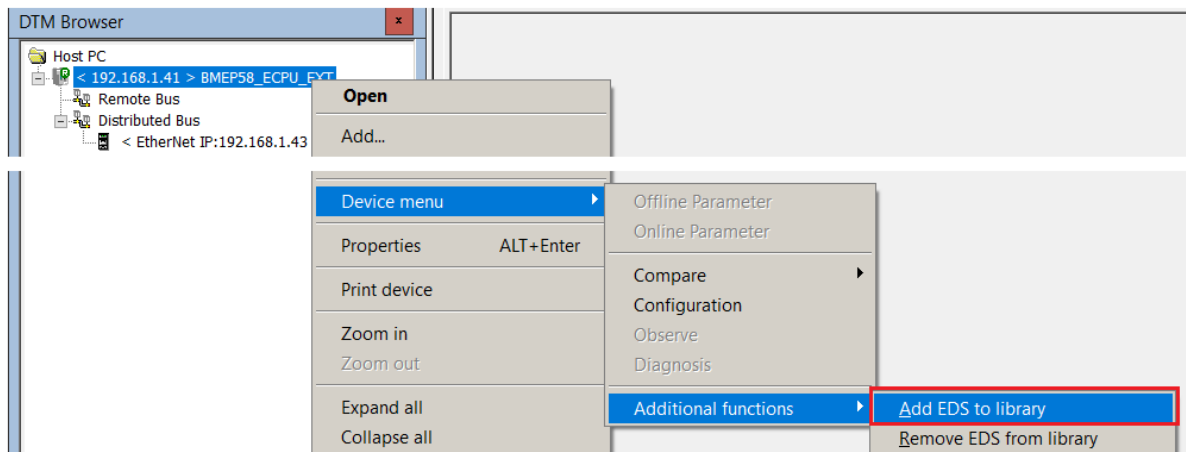 DTM Browser x
Host PC
< 192.168.1.41 > BMEP58_ECPU_EXT
Remote Bus
Distributed Bus
< EtherNet IP:192.168.1.43
Open
Add...
Device menu
Properties ALT+Enter
Print device
Zoom in
Zoom out
Expand all
Collapse all
Offline Parameter
Online Parameter
Compare
Configuration
Observe
Diagnosis
Additional functions
Add EDS to library
Remove EDS from library